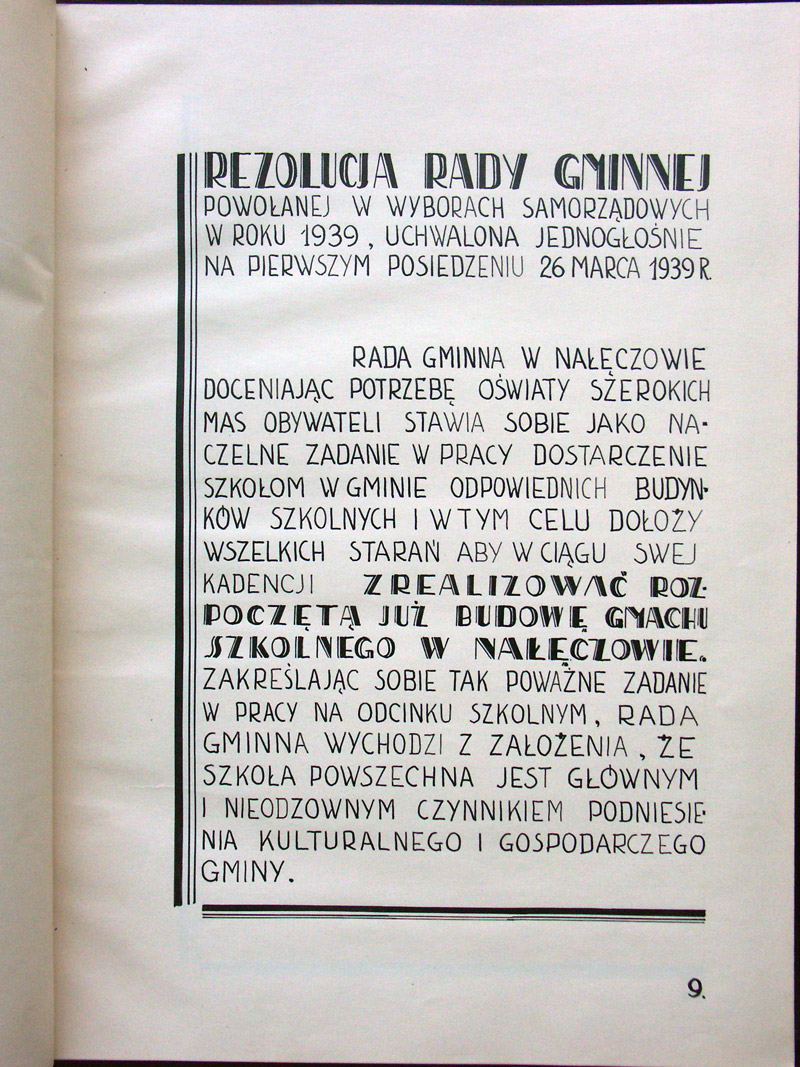 REZOLUCJA RADY GMINNEJ
POWOŁANEJ W WYBORACH SAMORZĄDOWYCH
W ROKU 1939, UCHWALONA JEDNOGŁOŚNIE
NA PIERWSZYM POSIEDZENIU 26 MARCA 1939 R.
RADA GMINNA W NAŁĘCZOWIE
DOCENIAJĄC POTRZEBĘ OŚWIATY SZEROKICH
MAS OBYWATELI STAWIA SOBIE JAKO NA-
CZELNE ZADANIE W PRACY DOSTARCZENIE
SZKOŁOM W GMINIE ODPOWIEDNICH BUDYN-
KÓW SZKOLNYCH I W TYM CELU DOŁOŻY
WSZELKICH STARAŃ ABY W CIĄGU SWEJ
KADENCJI ZREALIZOWAĆ ROZ-
POCZĘTĄ JUŻ BUDOWĘ GMACHU
SZKOLNEGO W NAŁĘCZOWIE.
ZAKREŚLAJĄC SOBIE TAK POWAŻNE ZADANIE
W PRACY NA ODCINKU SZKOLNYM, RADA
GMINNA WYCHODZI Z ZAŁOŻENIA, ŻE
SZKOŁA POWSZECHNA JEST GŁÓWNYM
I NIEODZOWNYM CZYNNIKIEM PODNIESIE-
NIA KULTURALNEGO I GOSPODARCZEGO
GMINY.
9.